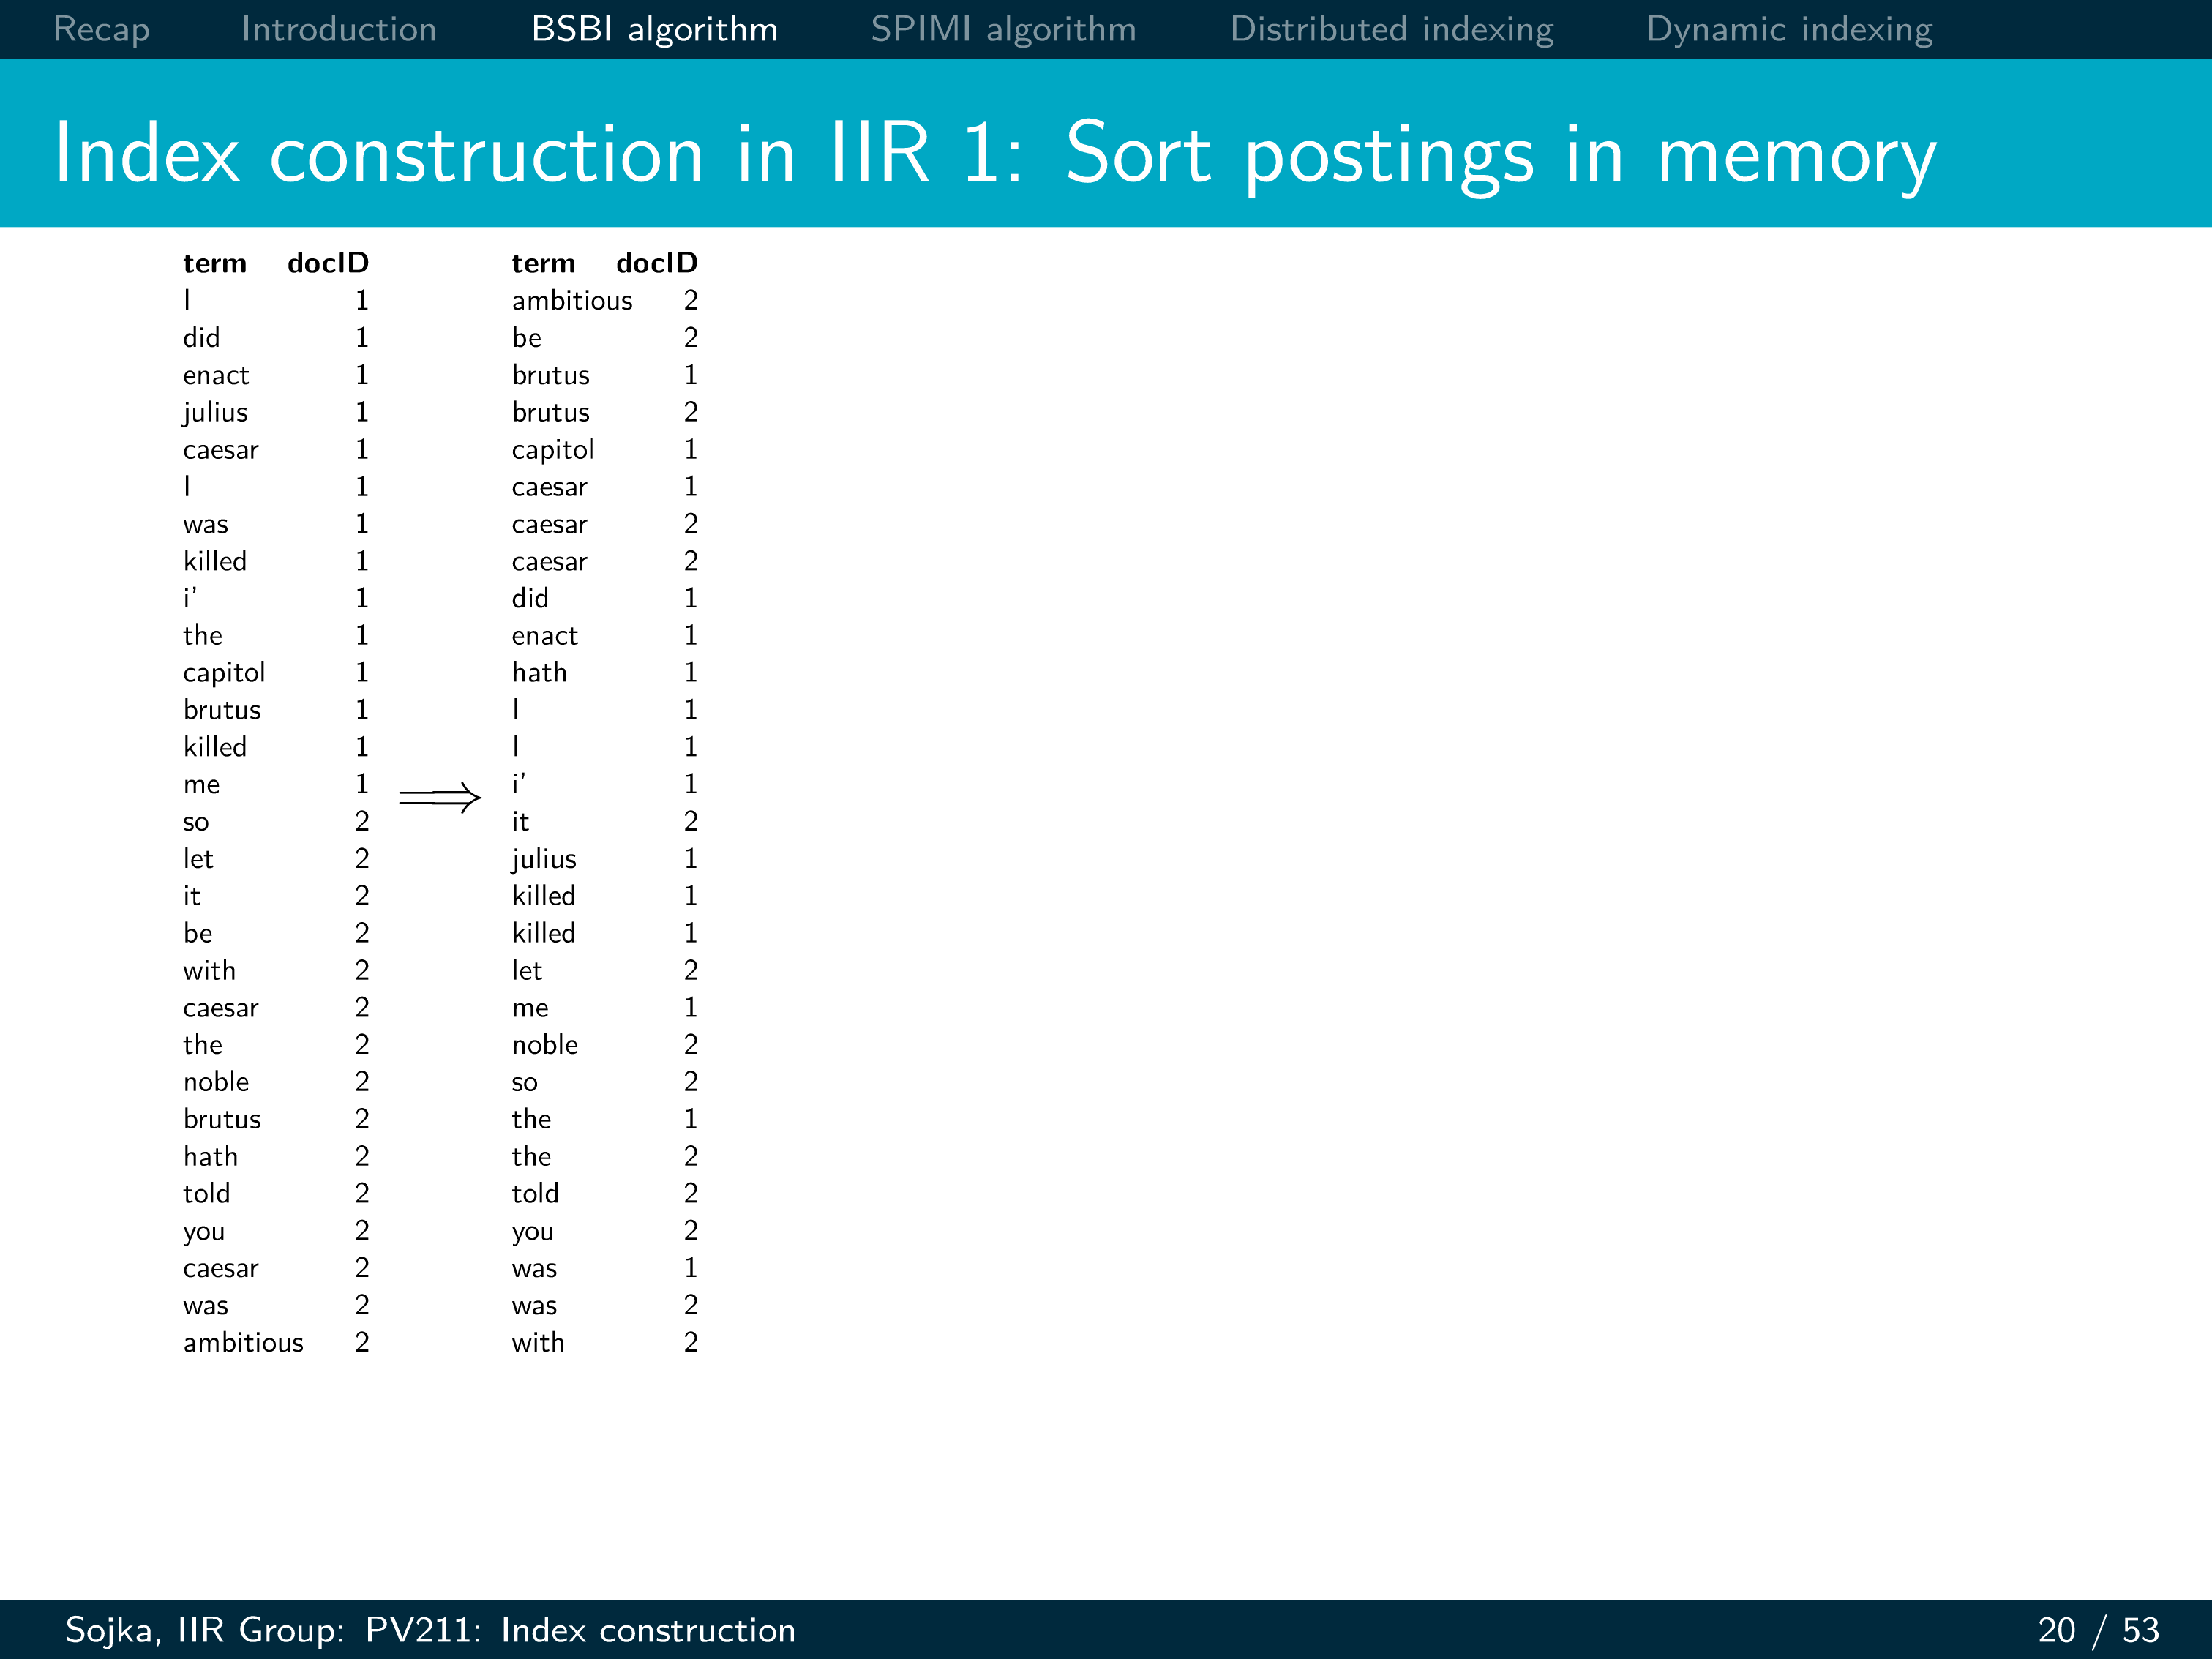 Recap Introduction BSBI algorithm SPIMI algorithm Distributed indexing Dynamic indexing
Index construction in IIR 1: Sort postings in memory
term docID term docID
I 1 ambitious 2
did 1 be 2
enact 1 brutus 1
julius 1 brutus 2
caesar 1 capitol 1
I 1 caesar 1
was 1 caesar 2
killed 1 caesar 2
i' 1 did 1
the 1 enact 1
capitol 1 hath 1
brutus 1 I 1
killed 1 I 1
me 1 ⟹ i' 1
so 2 it 2
let 2 julius 1
it 2 killed 1
be 2 killed 1
with 2 let 2
caesar 2 me 1
the 2 noble 2
noble 2 so 2
brutus 2 the 1
hath 2 the 2
told 2 told 2
you 2 you 2
caesar 2 was 1
was 2 was 2
ambitious 2 with 2
Sojka, IIR Group: PV211: Index construction 20 / 53